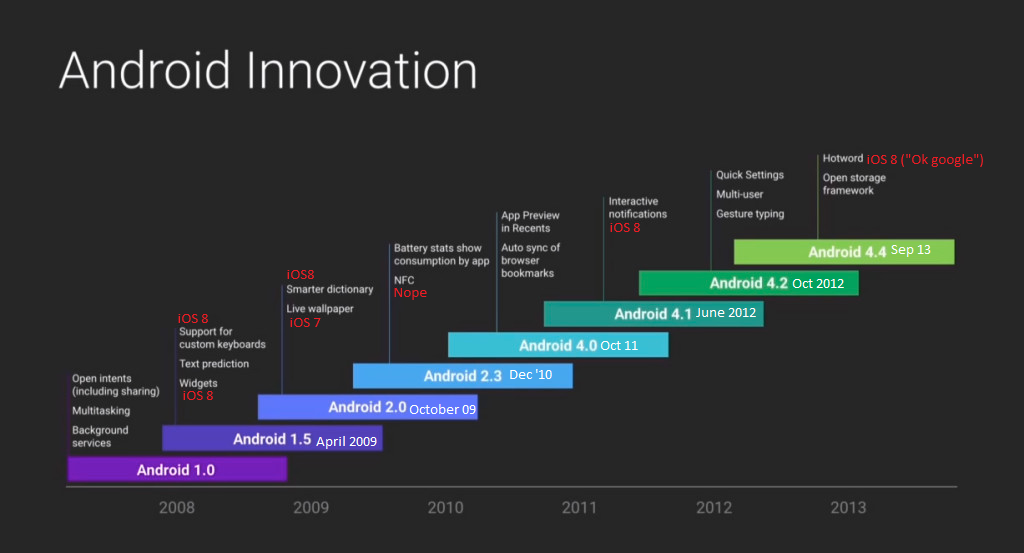 Android Innovation
Hotword iOS 8 ("Ok google")
Open storage
framework
Quick Settings
Multi-user
Gesture typing
Interactive
notifications
iOS 8
App Preview
in Recents
Auto sync of
browser
bookmarks
Battery stats show
consumption by app
NFC
Nope
iOS8
Smarter dictionary
Live wallpaper
iOS 7
iOS 8
Support for
custom keyboards
Text prediction
Widgets
iOS 8
Open intents
(including sharing)
Multitasking
Background
services
Android 4.4 Sep 13
Android 4.2 Oct 2012
Android 4.1 June 2012
Android 4.0 Oct 11
Android 2.3 Dec '10
Android 2.0 October 09
Android 1.5 April 2009
Android 1.0
2008 2009 2010 2011 2012 2013